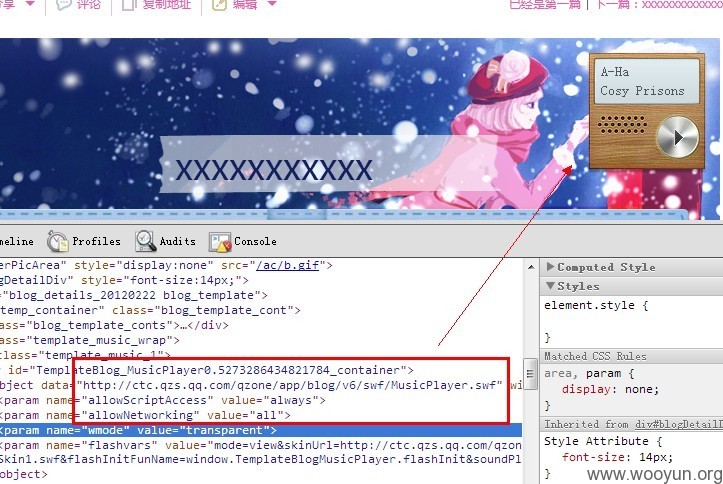 分享 评论 复制地址 编辑 已经是第一篇 | 下一篇：xxxxxxxxxxxxx
A-Ha
Cosy Prisons
XXXXXXXXXXX
meline Profiles Audits Console
erPicArea" style="display:none" src="/ac/b.gif">
gDetailDiv" style="font-size:14px;">
="blog_details_20120222 blog_template">
temp_container" class="blog_template_cont">
ass="blog_template_conts">…</div>
ass="template_music_wrap">
class="template_music_1">
r id="TemplateBlog_MusicPlayer0.5273286434821784_container">
object data="http://ctc.qzs.qq.com/qzone/app/blog/v6/swf/MusicPlayer.swf" wi
<param name="allowScriptAccess" value="always">
<param name="allowNetworking" value="all">
<param name="wmode" value="transparent">
<param name="flashvars" value="mode=view&skinUrl=http://ctc.qzs.qq.com/qzon
Skin1.swf&flashInitFunName=window.TemplateBlogMusicPlayer.flashInit&soundPl
object>
Computed Style
Styles
element.style {
}
Matched CSS Rules
area, param {
display: none;
}
Inherited from div#blogDetailD
Style Attribute {
font-size: 14px;
www.wooyun.org